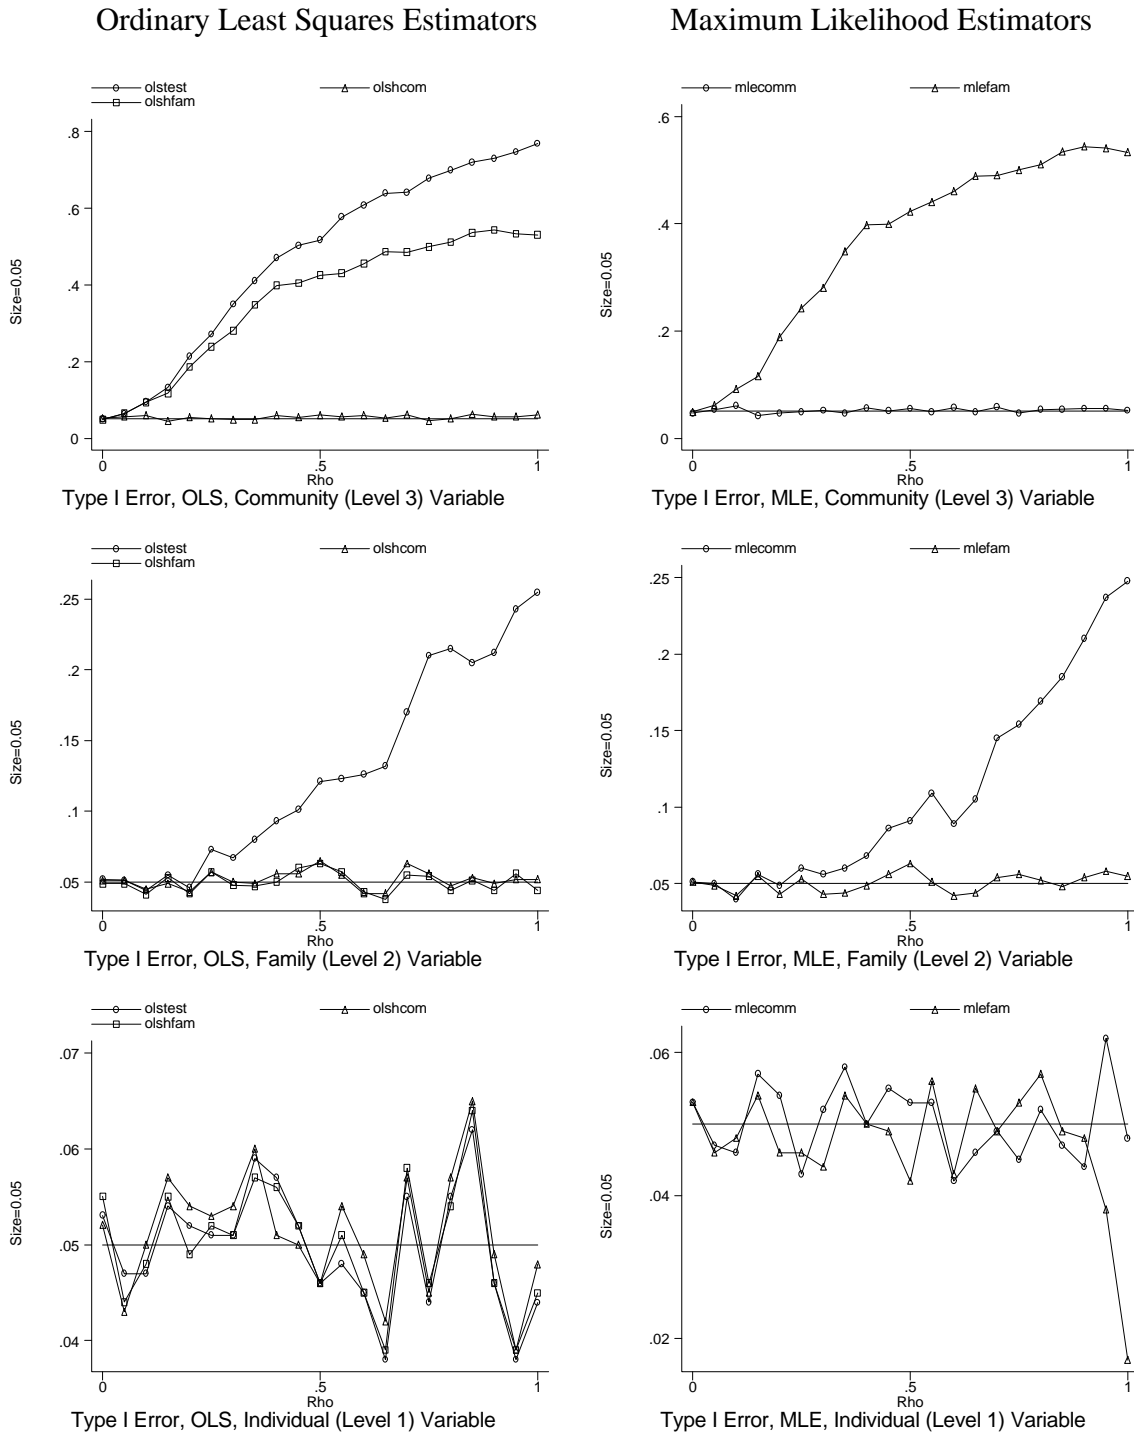 Ordinary Least Squares Estimators
Maximum Likelihood Estimators
olstest
olshcom
olshfam
Size=0.05
.8
.6
.4
.2
0
0
.5
1
Rho
Type I Error, OLS, Community (Level 3) Variable
mlecomm
mlefam
Size=0.05
.6
.4
.2
0
0
.5
1
Rho
Type I Error, MLE, Community (Level 3) Variable
olstest
olshcom
olshfam
Size=0.05
.25
.2
.15
.1
.05
0
.5
1
Rho
Type I Error, OLS, Family (Level 2) Variable
mlecomm
mlefam
Size=0.05
.25
.2
.15
.1
.05
0
.5
1
Rho
Type I Error, MLE, Family (Level 2) Variable
olstest
olshcom
olshfam
Size=0.05
.07
.06
.05
.04
0
.5
1
Rho
Type I Error, OLS, Individual (Level 1) Variable
mlecomm
mlefam
Size=0.05
.06
.04
.02
0
.5
1
Rho
Type I Error, MLE, Individual (Level 1) Variable